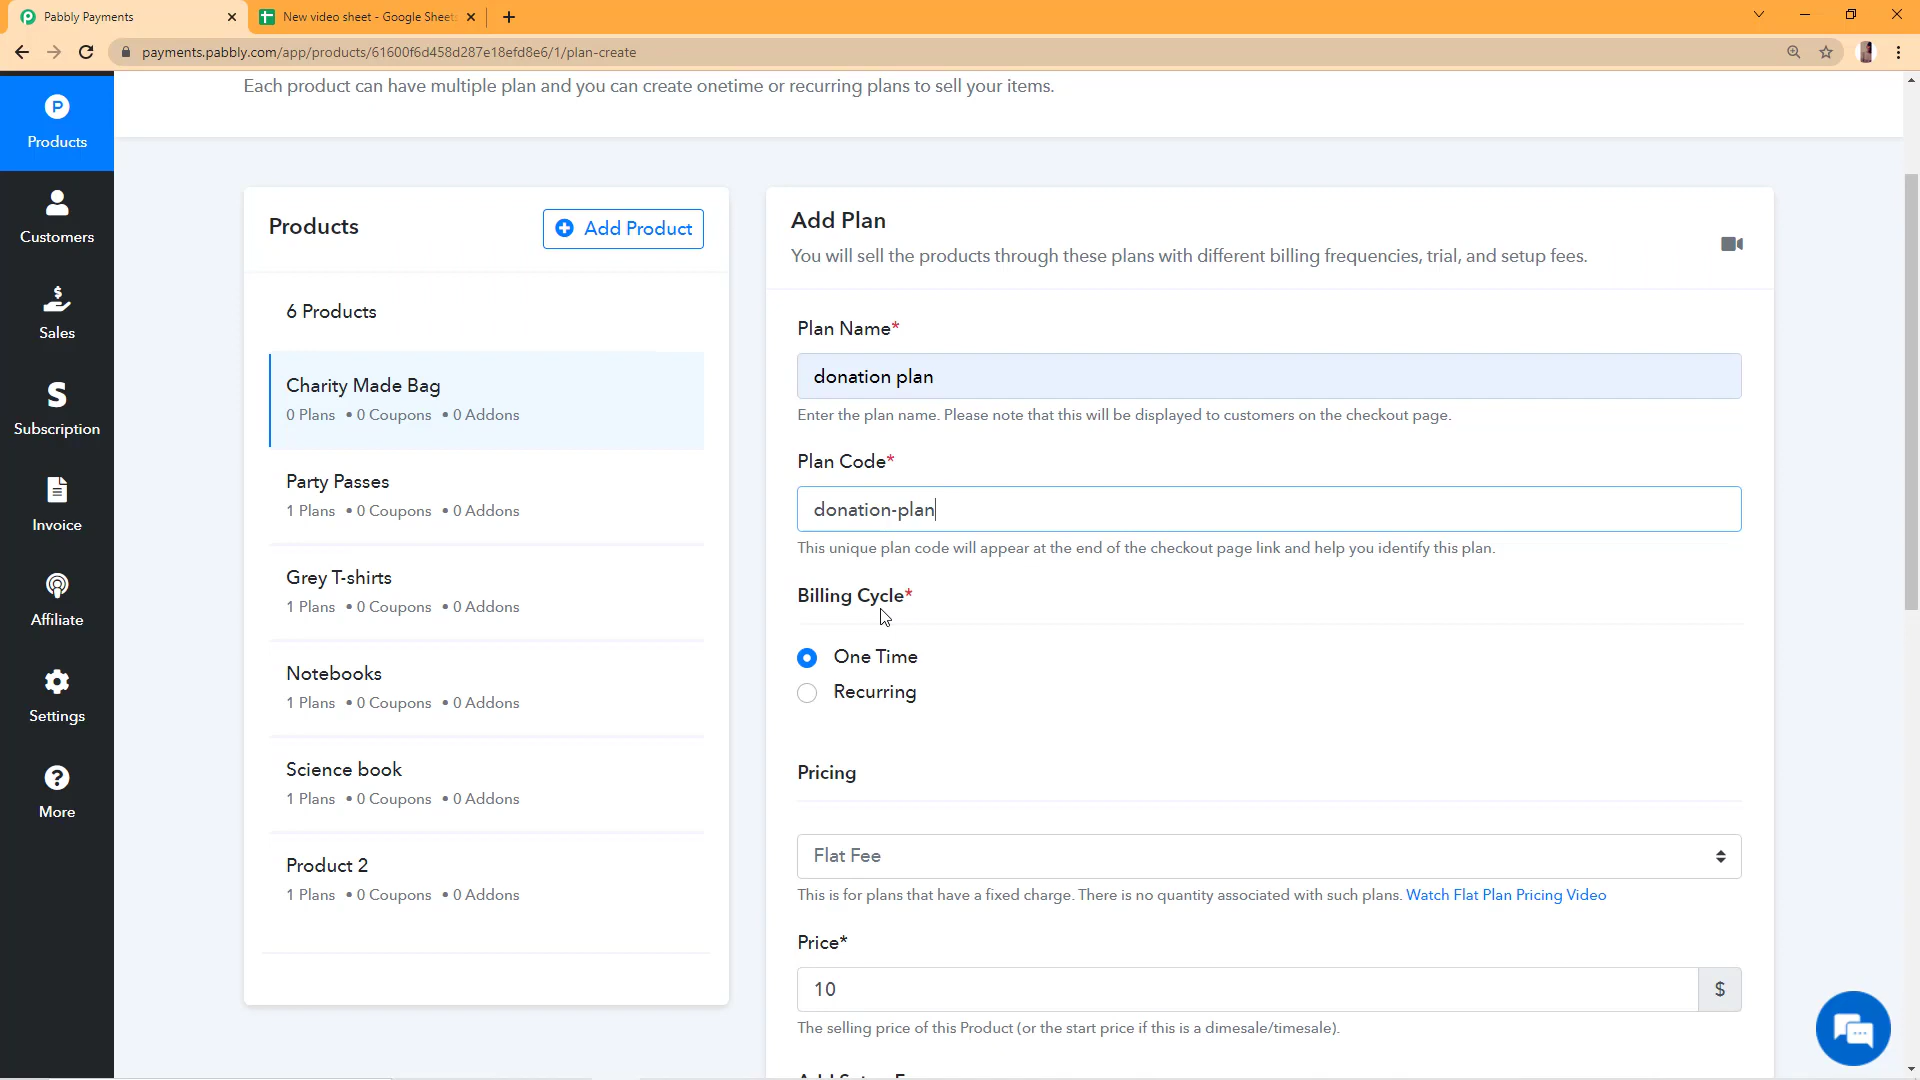 Pabbly Payments
New video sheet - Google Sheets
payments.pabbly.com/app/products/61600f6d458d287e18efd8e6/1/plan-create
Each product can have multiple plan and you can create onetime or recurring plans to sell your items.
Products
Customers
Sales
Subscription
Invoice
Affiliate
Settings
More
Products
Add Product
6 Products
Charity Made Bag
0 Plans • 0 Coupons • 0 Addons
Party Passes
1 Plans • 0 Coupons • 0 Addons
Grey T-shirts
1 Plans • 0 Coupons • 0 Addons
Notebooks
1 Plans • 0 Coupons • 0 Addons
Science book
1 Plans • 0 Coupons • 0 Addons
Product 2
1 Plans • 0 Coupons • 0 Addons
Add Plan
You will sell the products through these plans with different billing frequencies, trial, and setup fees.
Plan Name*
donation plan
Enter the plan name. Please note that this will be displayed to customers on the checkout page.
Plan Code*
donation-plan
This unique plan code will appear at the end of the checkout page link and help you identify this plan.
Billing Cycle*
One Time
Recurring
Pricing
Flat Fee
This is for plans that have a fixed charge. There is no quantity associated with such plans. Watch Flat Plan Pricing Video
Price*
10 $
The selling price of this Product (or the start price if this is a dimesale/timesale).